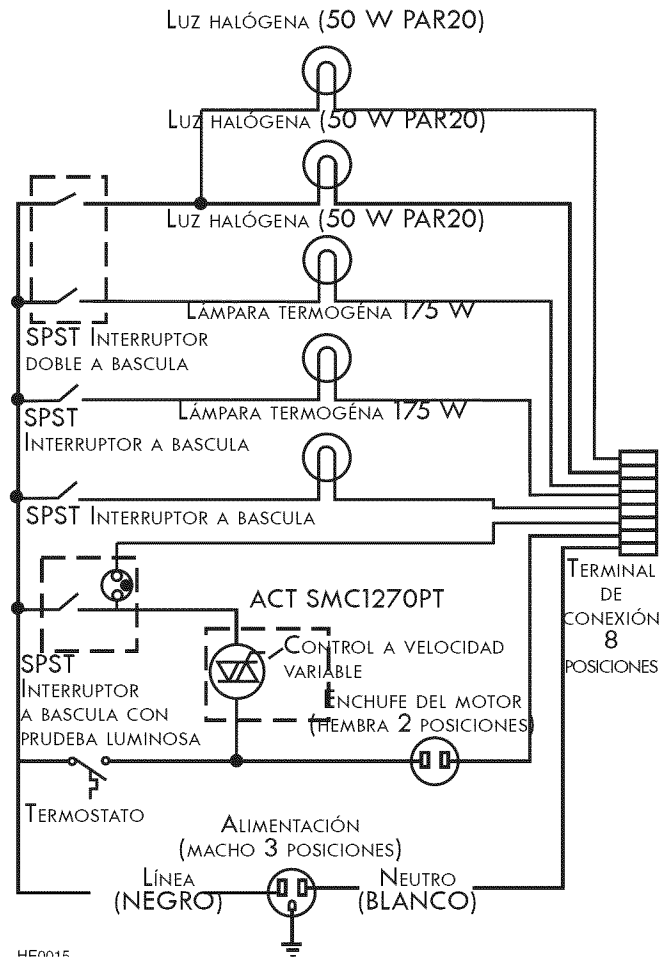 Luz halógena (50 W PAR20)
Luz halógena (50 W PAR20)
Luz halógena (50 W PAR20)
Lámpara termogéna 175 W
SPST Interruptor
doble a bascula
Lámpara termogéna 175 W
SPST
Interruptor a bascula
SPST Interruptor a bascula
Terminal
de
conexión
8
posiciones
ACT SMC1270PT
Control a velocidad
variable
SPST
Interruptor
a bascula con
prudeba luminosa
Enchufe del motor
(hembra 2 posiciones)
Termostato
Alimentación
(macho 3 posiciones)
Línea
(NEGRO)
Neutro
(BLANCO)
HE0015